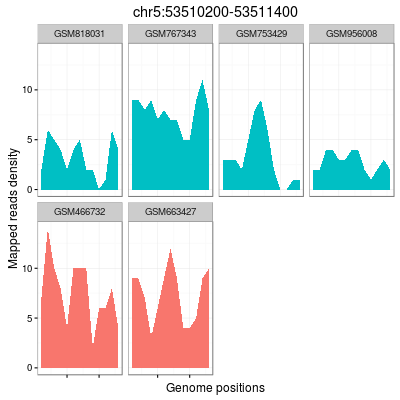 chr5:53510200-53511400
GSM818031 GSM767343 GSM753429 GSM956008
10
5
0
GSM466732 GSM663427
10
5
0
Mapped reads density
Genome positions